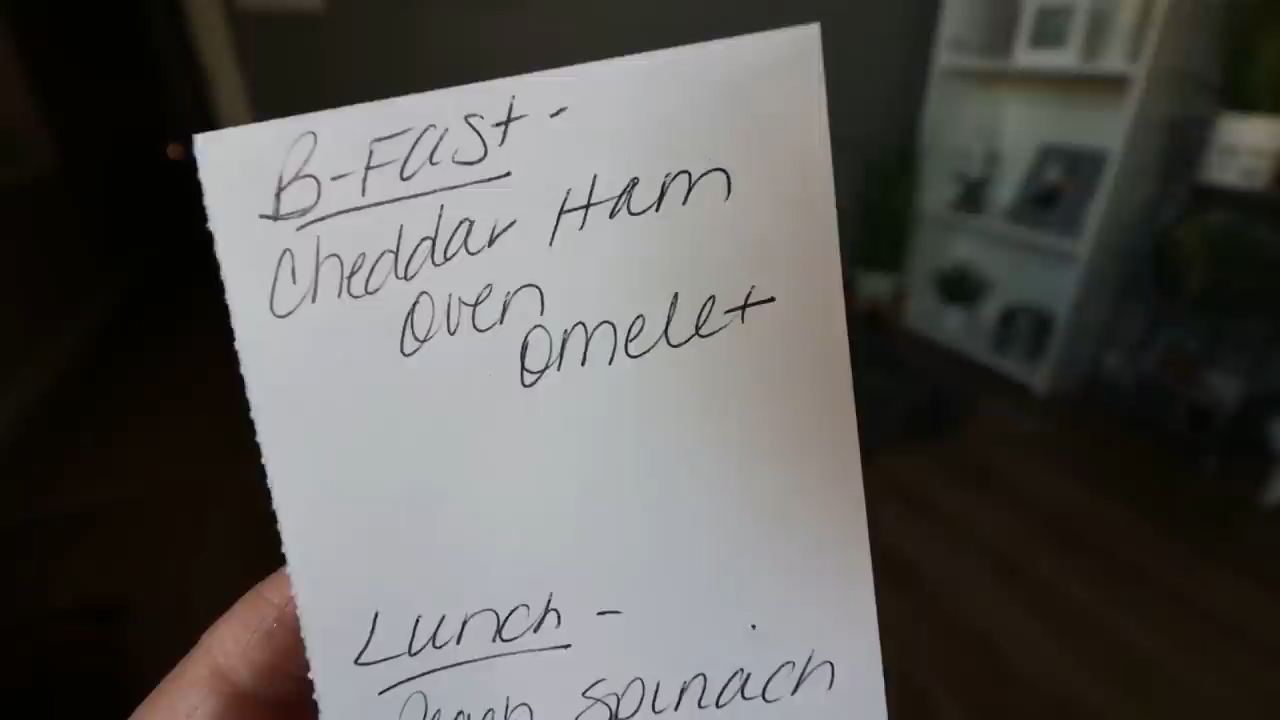 B-Fast -
Cheddar Ham
Oven
Omelet
Lunch -
Spinach